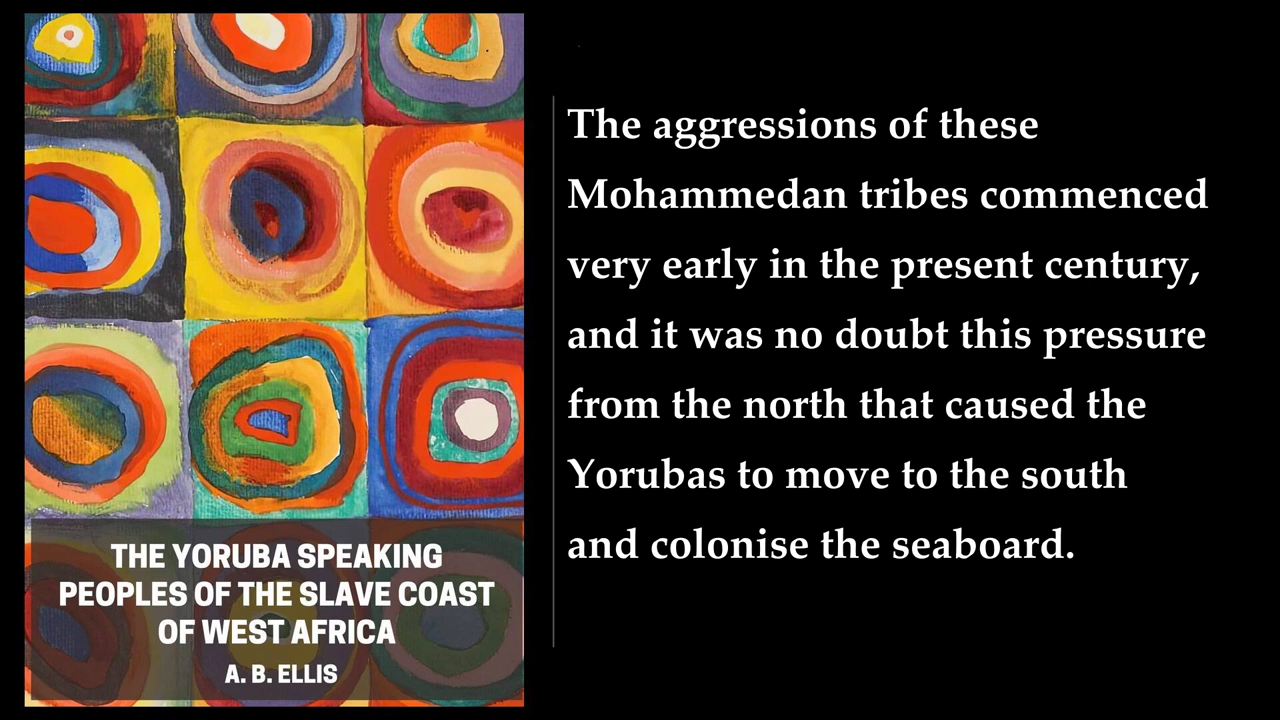 The aggressions of these
Mohammedan tribes commenced
very early in the present century,
and it was no doubt this pressure
from the north that caused the
Yorubas to move to the south
and colonise the seaboard.
THE YORUBA SPEAKING
PEOPLES OF THE SLAVE COAST
OF WEST AFRICA
A. B. ELLIS